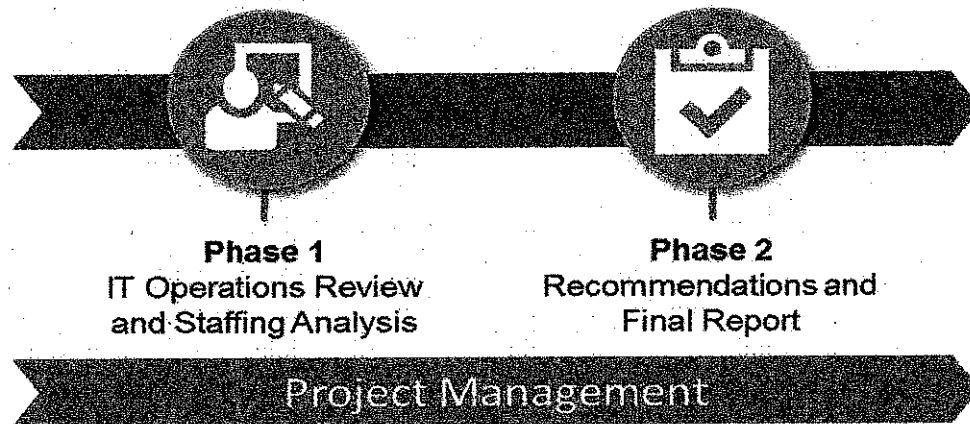 Phase 1
IT Operations Review
and Staffing Analysis
Phase 2
Recommendations and
Final Report
Project Management